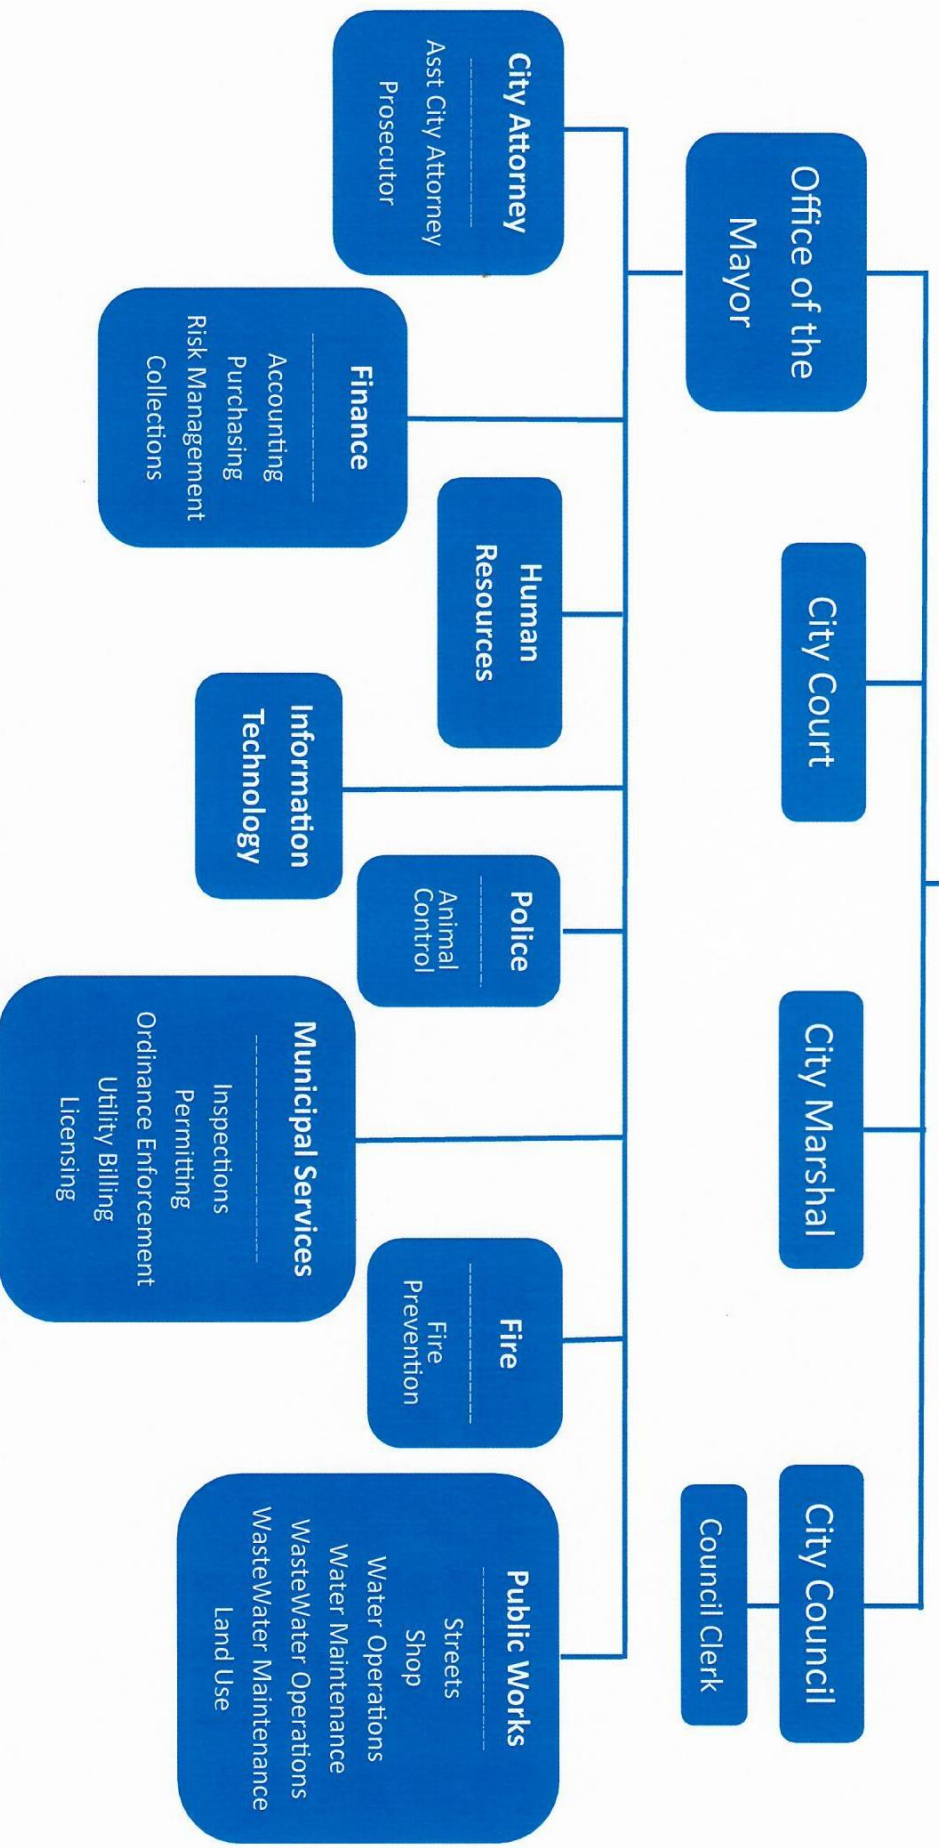 Office of the
Mayor
City Court
City Marshal
City Council
Council Clerk
City Attorney
Asst City Attorney
Prosecutor
Finance
Accounting
Purchasing
Risk Management
Collections
Human
Resources
Information
Technology
Police
Animal
Control
Municipal Services
Inspections
Permitting
Ordinance Enforcement
Utility Billing
Licensing
Fire
Fire
Prevention
Public Works
Streets
Shop
Water Operations
Water Maintenance
WasteWater Operations
WasteWater Maintenance
Land Use